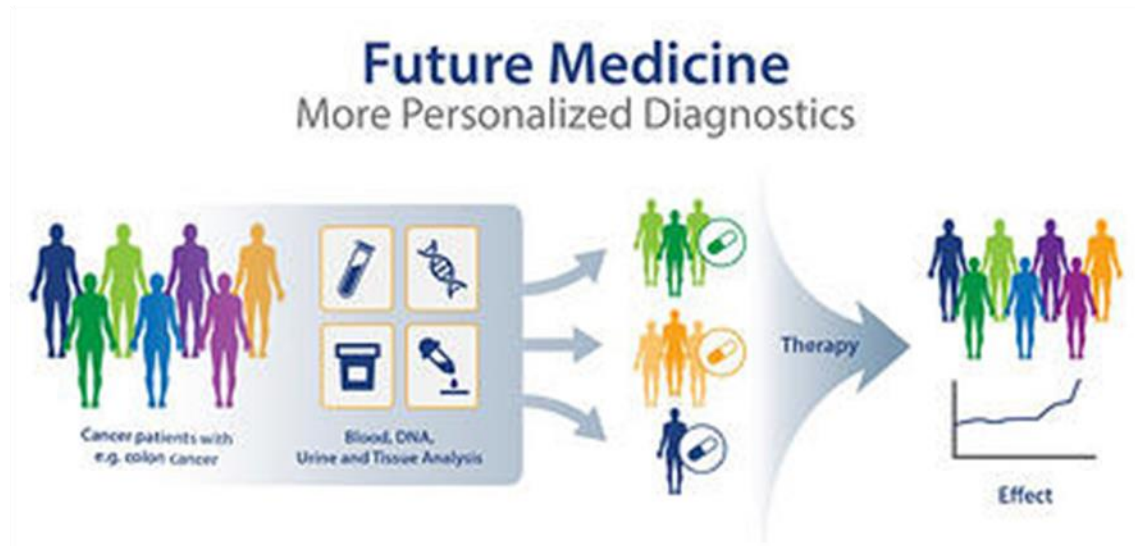 Future Medicine
More Personalized Diagnostics
Cancer patients with
e.g. colon cancer
Blood, DNA,
Urine and Tissue Analysis
Therapy
Effect